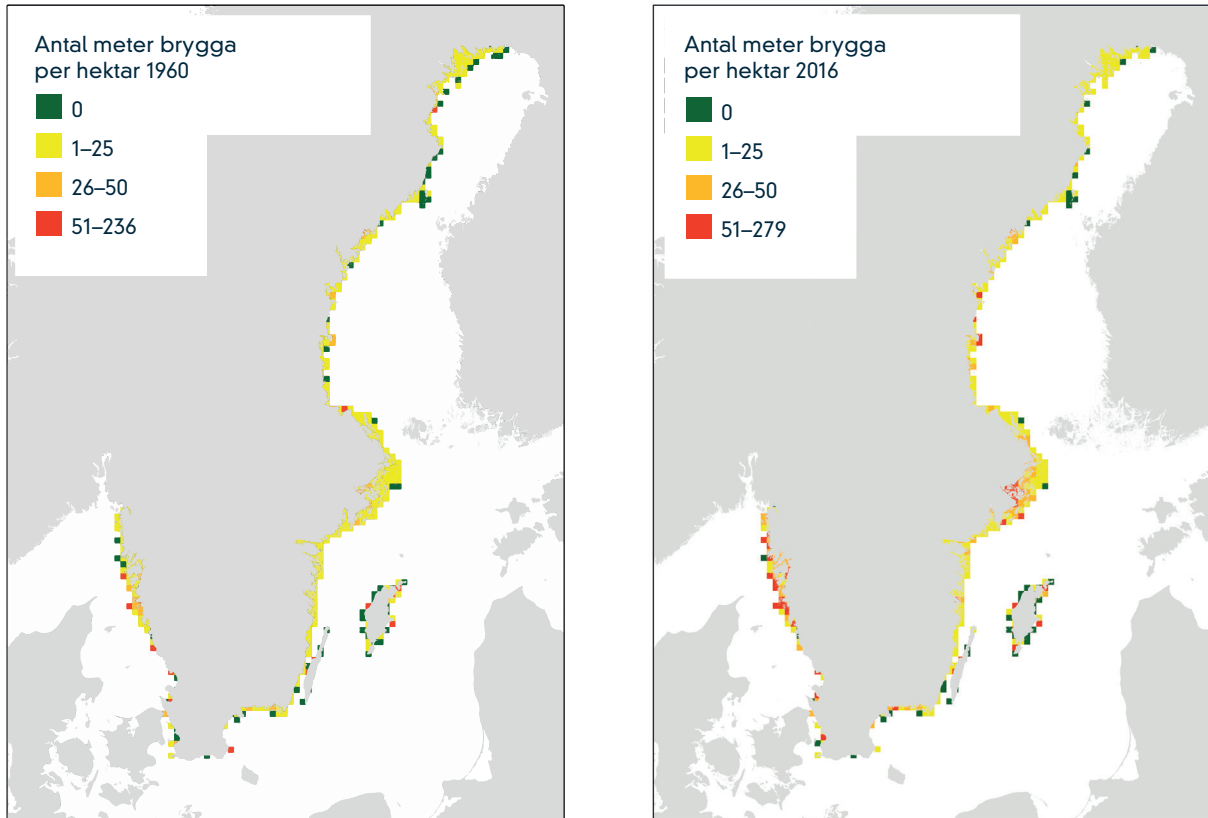 Antal meter brygga
per hektar 1960
0
1–25
26–50
51–236
Antal meter brygga
per hektar 2016
0
1–25
26–50
51–279